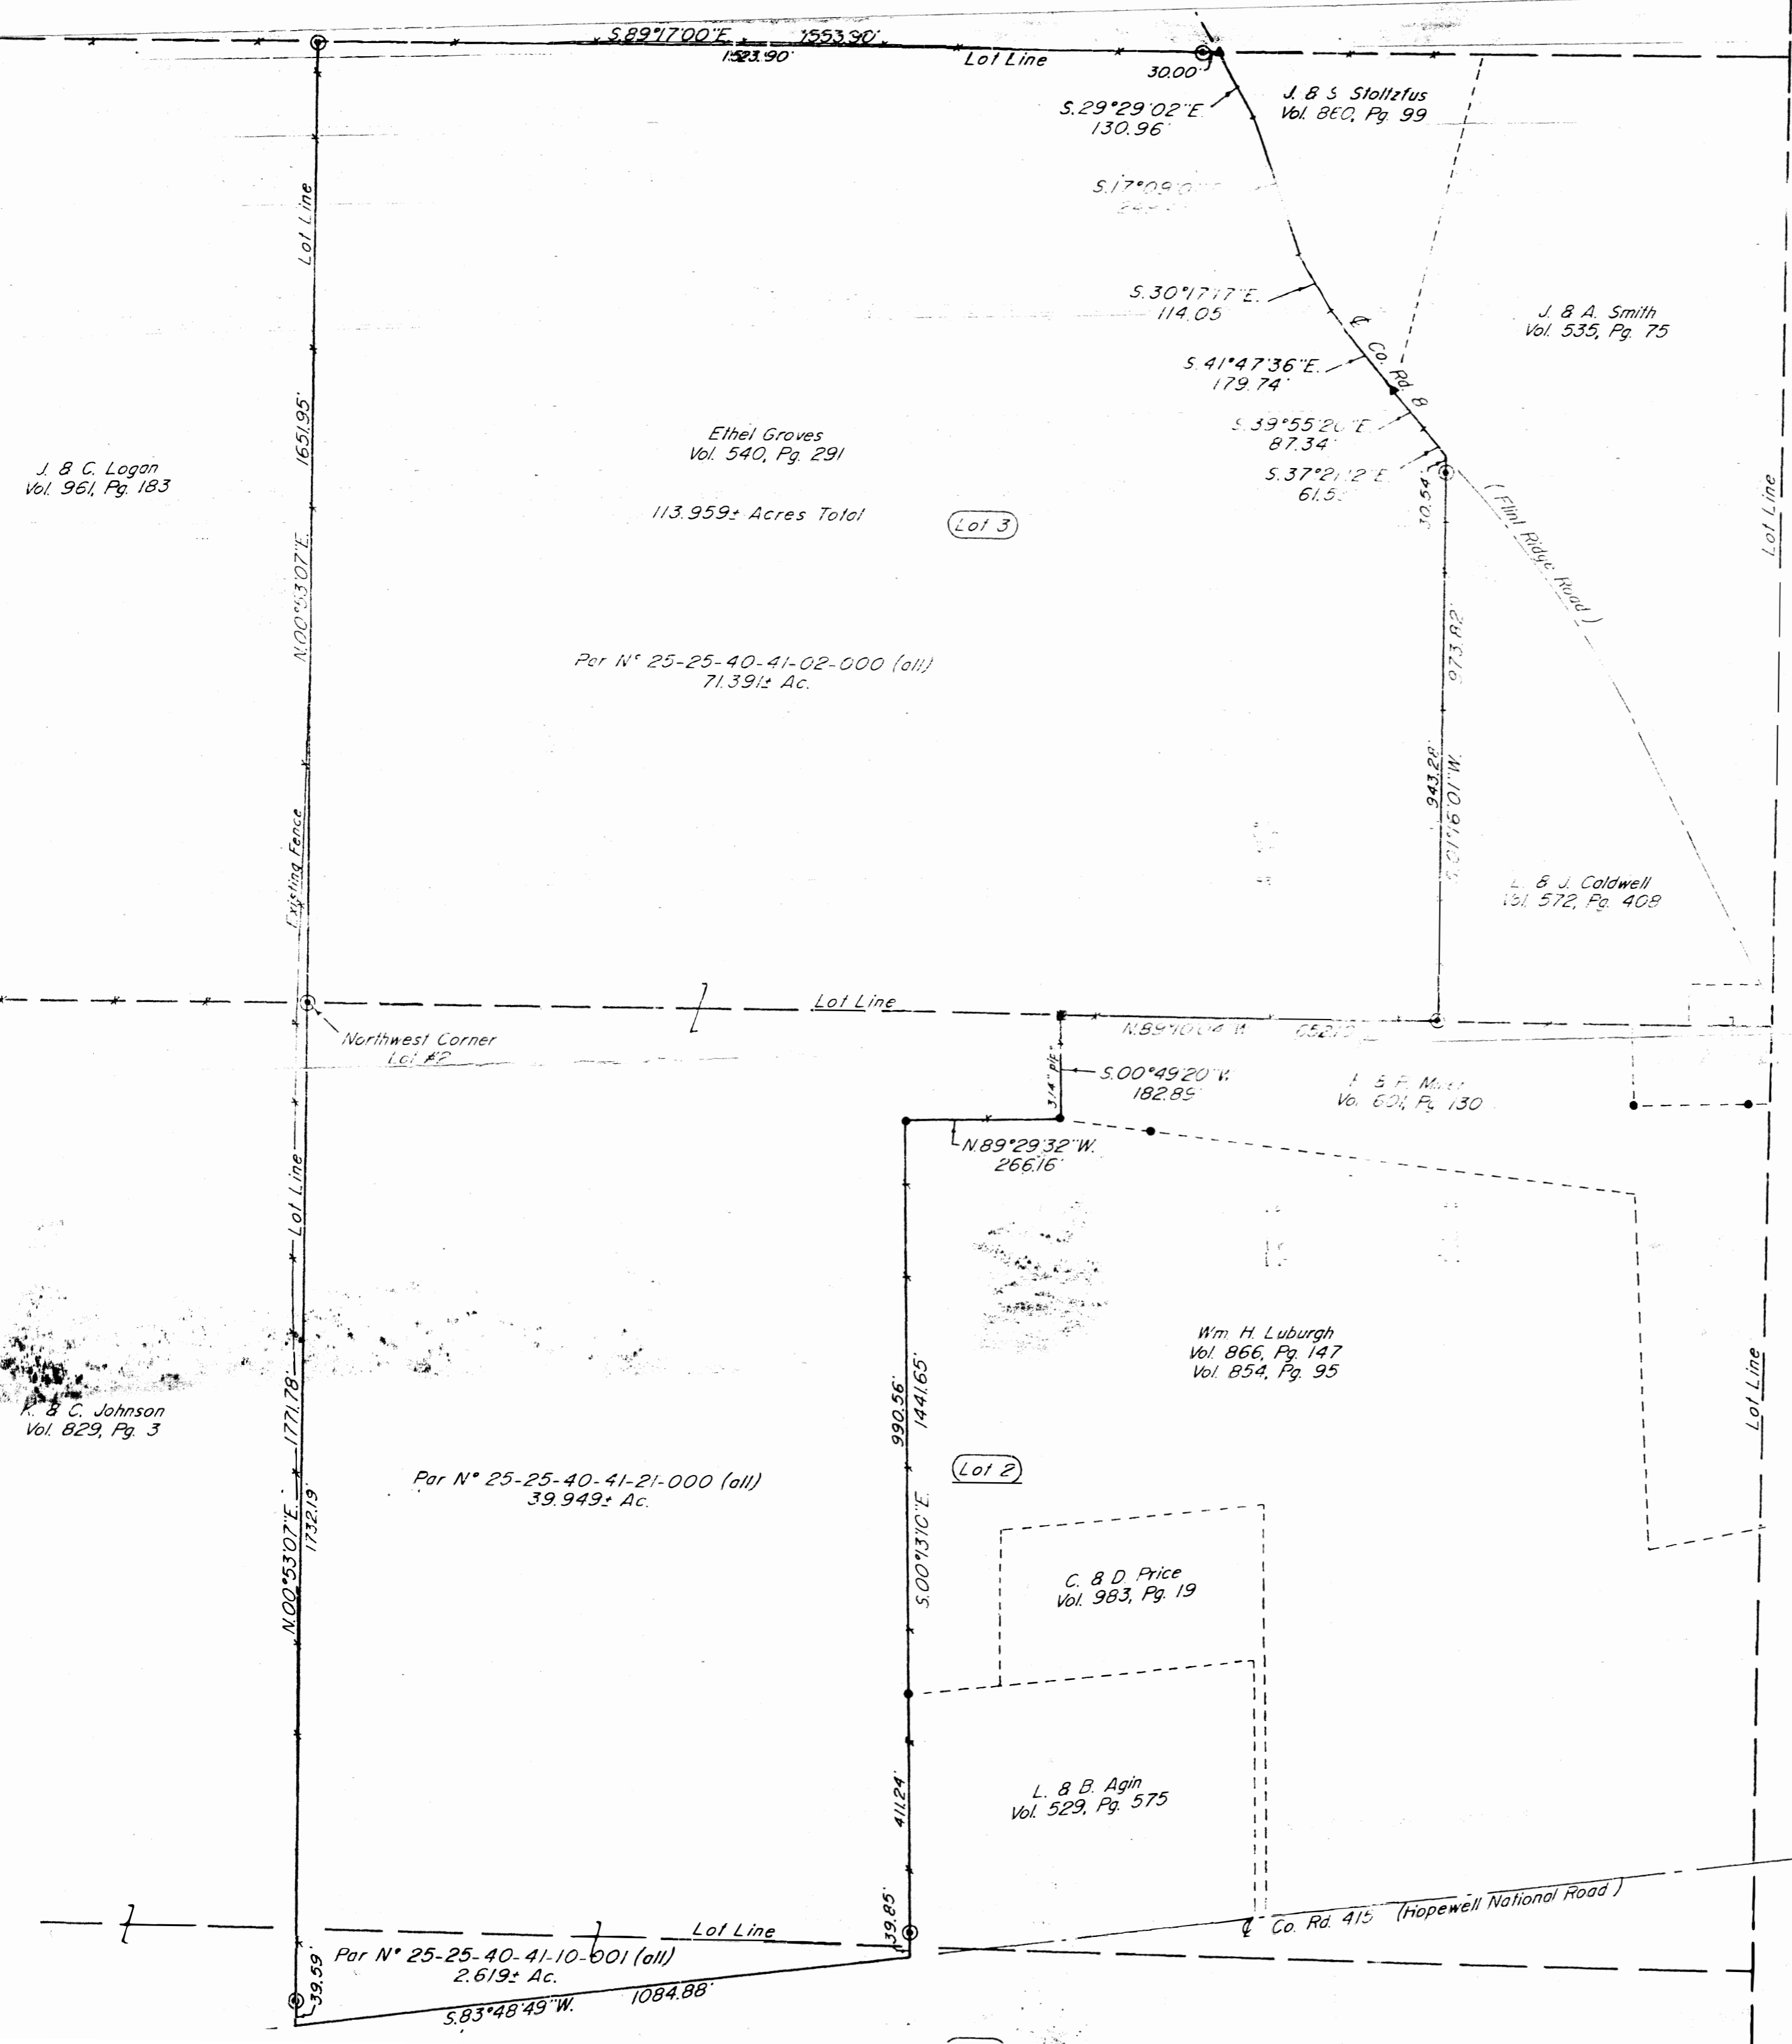 S.89°17'00"E. 1553.90'
1523.90'
Lot Line
30.00'
J. & S. Stoltzfus
Vol. 860, Pg. 99
S.29°29'02"E.
130.96'
Lot Line
S.30°17'17"E.
114.05'
J. & A. Smith
Vol. 535, Pg. 75
₵ Co. Rd. 8
S.41°47'36"E.
179.74'
1651.95'
N.00°53'07"E.
J. & C. Logan
Vol. 961, Pg. 183
Ethel Groves
Vol. 540, Pg. 291
87.34'
30.54'
113.959± Acres Total
Lot 3
(Flint Ridge Road)
Lot Line
Par Nº 25-25-40-41-02-000 (all)
71.391± Ac.
973.82'
943.28'
S.01°16'01"W.
Existing Fence
& J. Caldwell
Vol. 572, Pg. 408
Lot Line
Northwest Corner
Lot #2
3/4" pipe
S.00°49'20"W.
182.89'
130
N.89°29'32"W.
266.16'
Lot Line
Wm. H. Luburgh
Vol. 866, Pg. 147
Vol. 854, Pg. 95
Lot Line
& C. Johnson
Vol. 829, Pg. 3
1771.78'
N.00°53'07"E.
1732.19'
990.56'
1441.65'
S.00°13'10"E.
Lot 2
Par Nº 25-25-40-41-21-000 (all)
39.949± Ac.
C. & D. Price
Vol. 983, Pg. 19
L. & B. Agin
Vol. 529, Pg. 575
411.24'
39.85'
₵ Co. Rd. 415 (Hopewell National Road)
Lot Line
Par Nº 25-25-40-41-10-001 (all)
2.619± Ac.
39.59'
S.83°48'49"W. 1084.88'